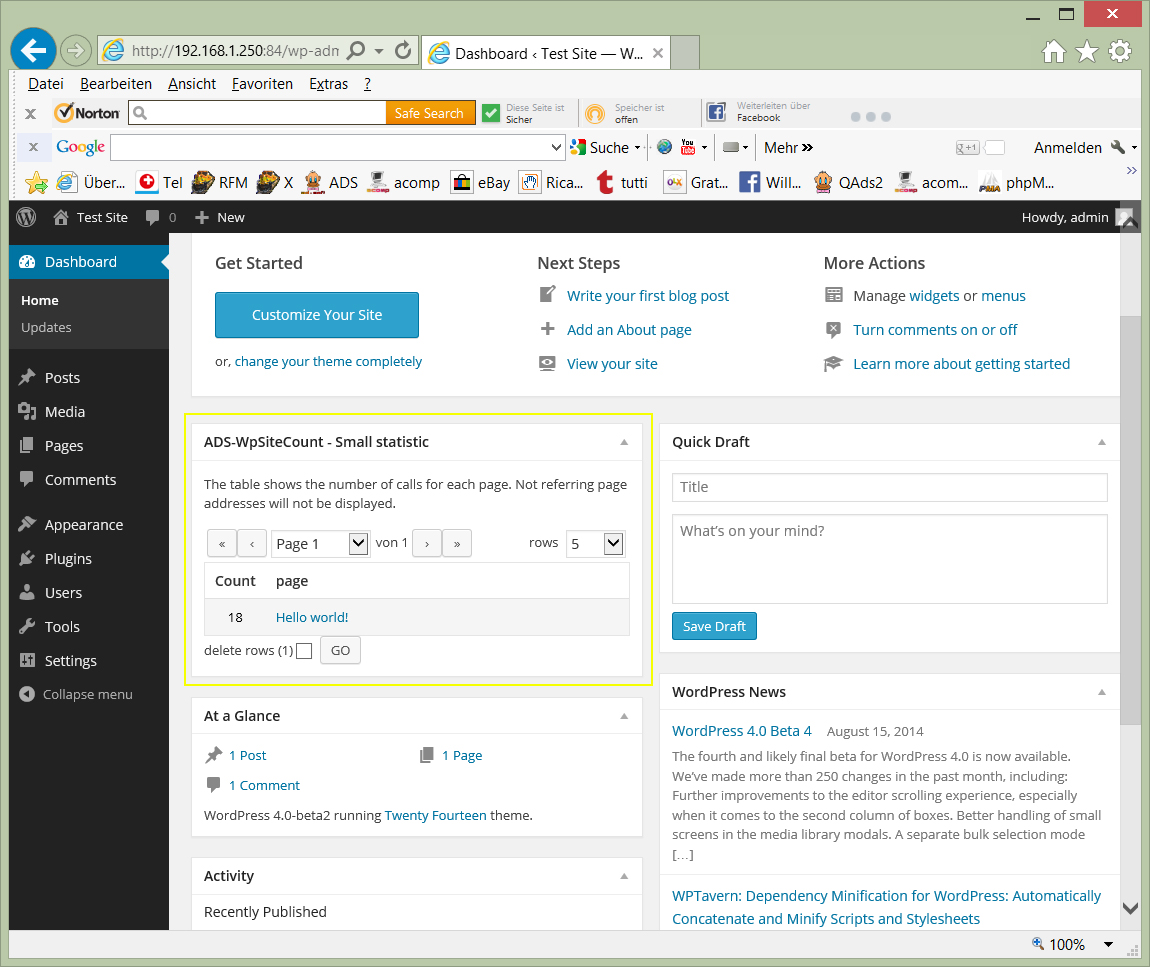 http://192.168.1.250:84/wp-adm
Dashboard ‹ Test Site — W...
Datei Bearbeiten Ansicht Favoriten Extras ?
x Norton Safe Search Diese Seite ist Sicher Speicher ist offen Weiterleiten über Facebook
x Google Suche You Tube Mehr » g+1 Anmelden
Über... Tel RFM X ADS acomp eBay Rica... tutti Grat... Will... QAds2 acom... phpM... »
Test Site 0 + New Howdy, admin
Dashboard
Home
Updates
Posts
Media
Pages
Comments
Appearance
Plugins
Users
Tools
Settings
Collapse menu
Get Started
Customize Your Site
or, change your theme completely
Next Steps
Write your first blog post
Add an About page
View your site
More Actions
Manage widgets or menus
Turn comments on or off
Learn more about getting started
ADS-WpSiteCount - Small statistic
The table shows the number of calls for each page. Not referring page
addresses will not be displayed.
« ‹ Page 1 von 1 › » rows 5
Count page
18 Hello world!
delete rows (1) GO
At a Glance
1 Post 1 Page
1 Comment
WordPress 4.0-beta2 running Twenty Fourteen theme.
Activity
Recently Published
Quick Draft
Title
What's on your mind?
Save Draft
WordPress News
WordPress 4.0 Beta 4 August 15, 2014
The fourth and likely final beta for WordPress 4.0 is now available.
We've made more than 250 changes in the past month, including:
Further improvements to the editor scrolling experience, especially
when it comes to the second column of boxes. Better handling of small
screens in the media library modals. A separate bulk selection mode
[...]
WPTavern: Dependency Minification for WordPress: Automatically
Concatenate and Minify Scripts and Stylesheets
100%